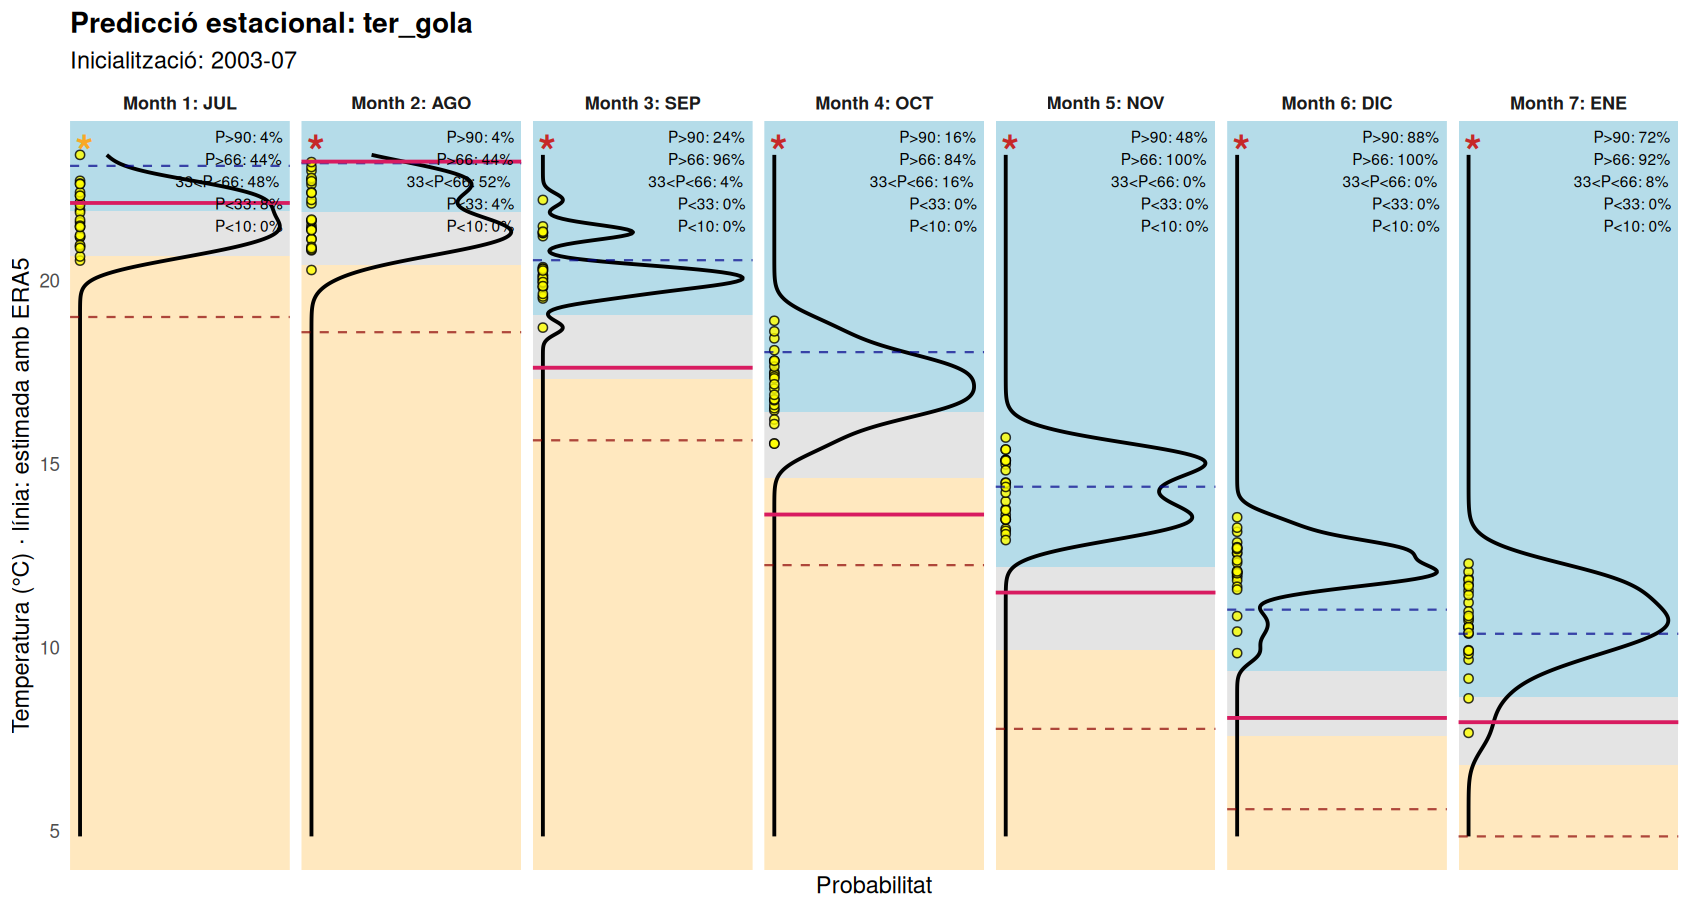 Predicció estacional: ter_gola
Inicialització: 2003-07
Month 1: JUL
Month 2: AGO
Month 3: SEP
Month 4: OCT
Month 5: NOV
Month 6: DIC
Month 7: ENE
P>90: 4%
P>66: 44%
33<P<66: 48%
P<33: 8%
P<10: 0%
P>90: 4%
P>66: 44%
33<P<66: 52%
P<33: 4%
P<10: 0%
P>90: 24%
P>66: 96%
33<P<66: 4%
P<33: 0%
P<10: 0%
P>90: 16%
P>66: 84%
33<P<66: 16%
P<33: 0%
P<10: 0%
P>90: 48%
P>66: 100%
33<P<66: 0%
P<33: 0%
P<10: 0%
P>90: 88%
P>66: 100%
33<P<66: 0%
P<33: 0%
P<10: 0%
P>90: 72%
P>66: 92%
33<P<66: 8%
P<33: 0%
P<10: 0%
20
15
10
5
Temperatura (°C) · línia: estimada amb ERA5
Probabilitat